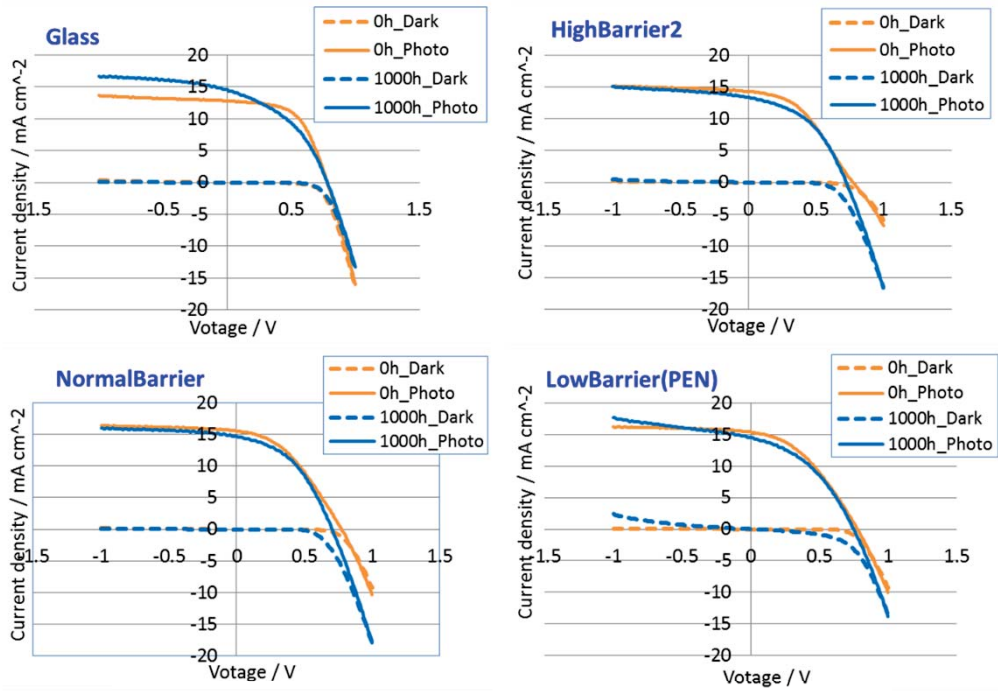 Glass
0h_Dark
0h_Photo
1000h_Dark
1000h_Photo
Current density / mA cm^-2
20
15
10
5
0
-5
-10
-15
-20
1.5
-0.5
0.5
1.5
Votage / V
HighBarrier2
0h_Dark
0h_Photo
1000h_Dark
1000h_Photo
Current density / mA cm^-2
20
15
10
5
0
-5
-10
-15
-20
1.5
-1
-0.5
0
0.5
1
1.5
Votage / V
NormalBarrier
0h_Dark
0h_Photo
1000h_Dark
1000h_Photo
Current density / mA cm^-2
20
15
10
5
0
-5
-10
-15
-20
1.5
-1
-0.5
0
0.5
1
1.5
Votage / V
LowBarrier(PEN)
0h_Dark
0h_Photo
1000h_Dark
1000h_Photo
Current density / mA cm^-2
20
15
10
5
0
-5
-10
-15
-20
1.5
-1
-0.5
0
0.5
1
1.5
Votage / V